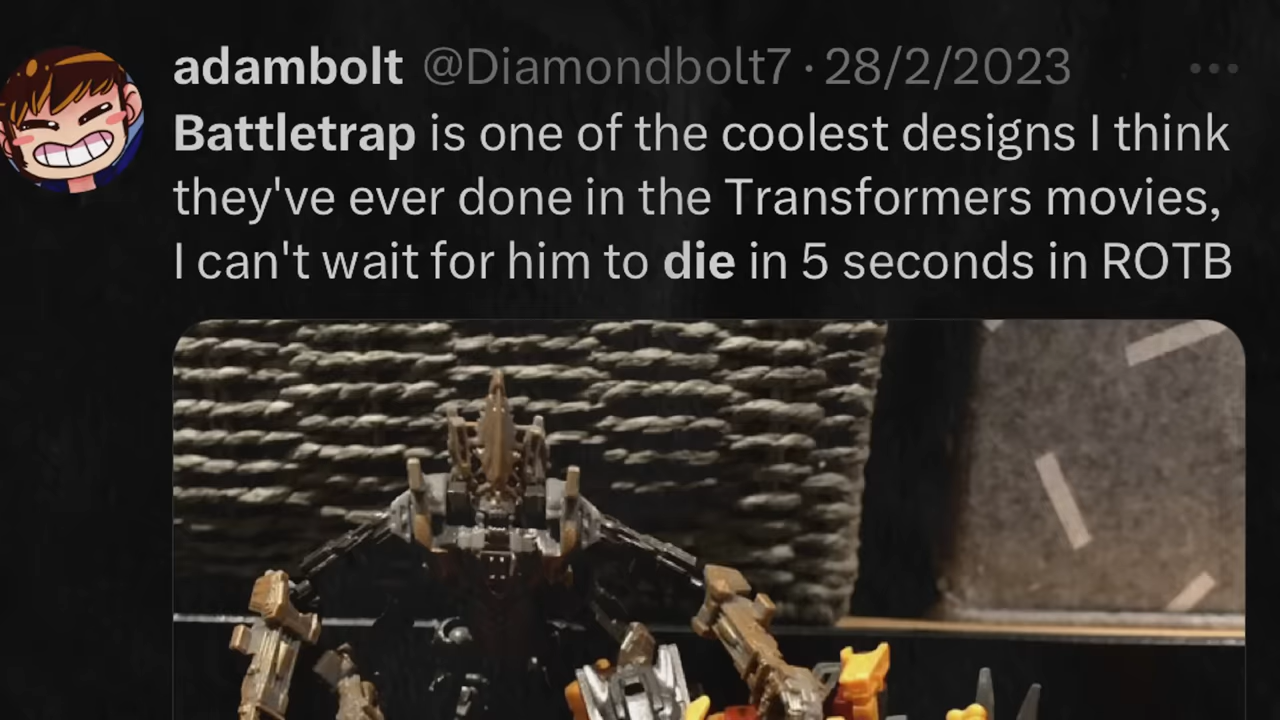 adambolt @Diamondbolt7 · 28/2/2023
Battletrap is one of the coolest designs I think
they've ever done in the Transformers movies,
I can't wait for him to die in 5 seconds in ROTB